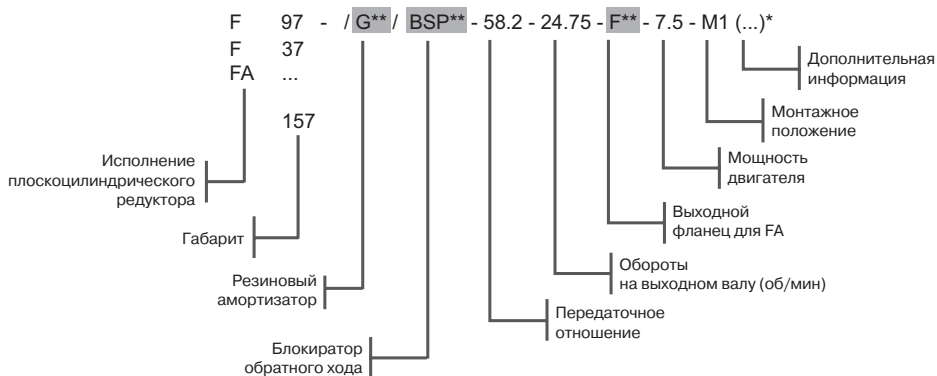 F 97 - / G** / BSP** - 58.2 - 24.75 - F** - 7.5 - M1 (...)*
F 37
FA ...
157
Дополнительная
информация
Монтажное
положение
Мощность
двигателя
Выходной
фланец для FA
Обороты
на выходном валу (об/мин)
Передаточное
отношение
Исполнение
плоскоцилиндрического
редуктора
Габарит
Резиновый
амортизатор
Блокиратор
обратного хода